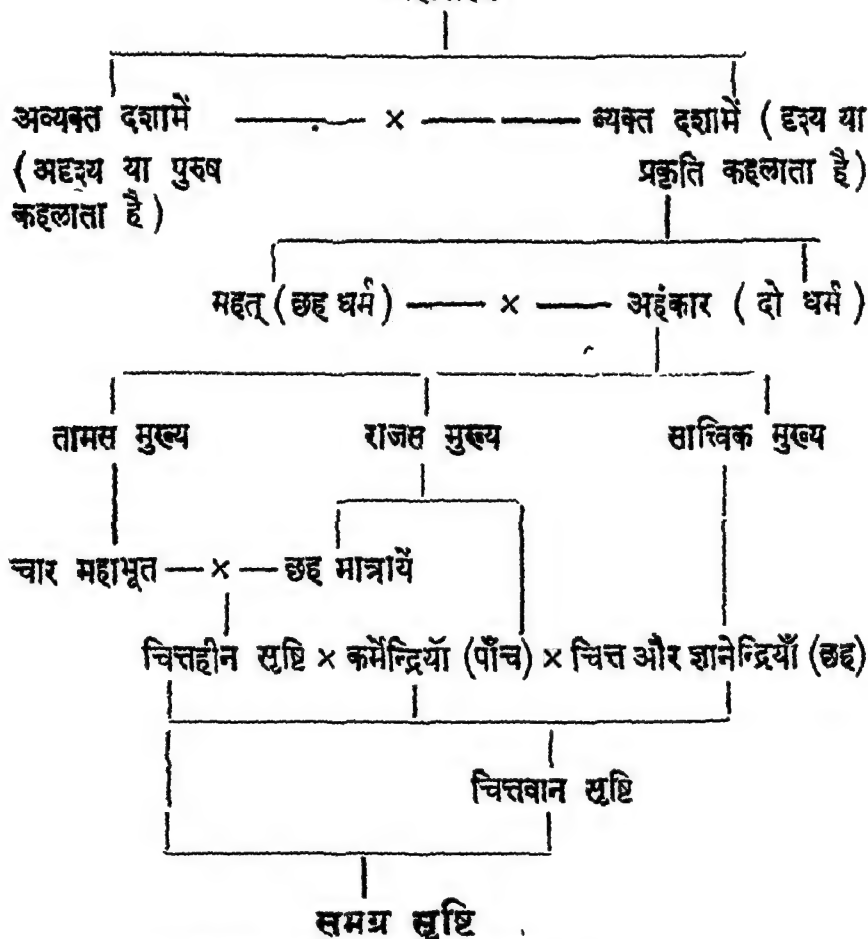 अव्यक्त दशामें —— × —— व्यक्त दशामें ( दृश्य या
(अदृश्य या पुरुष प्रकृति कहलाता है )
कहलाता है )
महत् ( छह धर्म ) —— × —— अहंकार ( दो धर्म )
तामस मुख्य राजस मुख्य सात्त्विक मुख्य
चार महाभूत — × — छह मात्रायें
चित्तहीन सृष्टि × कर्मेन्द्रियाँ (पाँच) × चित्त और ज्ञानेन्द्रियाँ (छह)
चित्तवान सृष्टि
समग्र सृष्टि